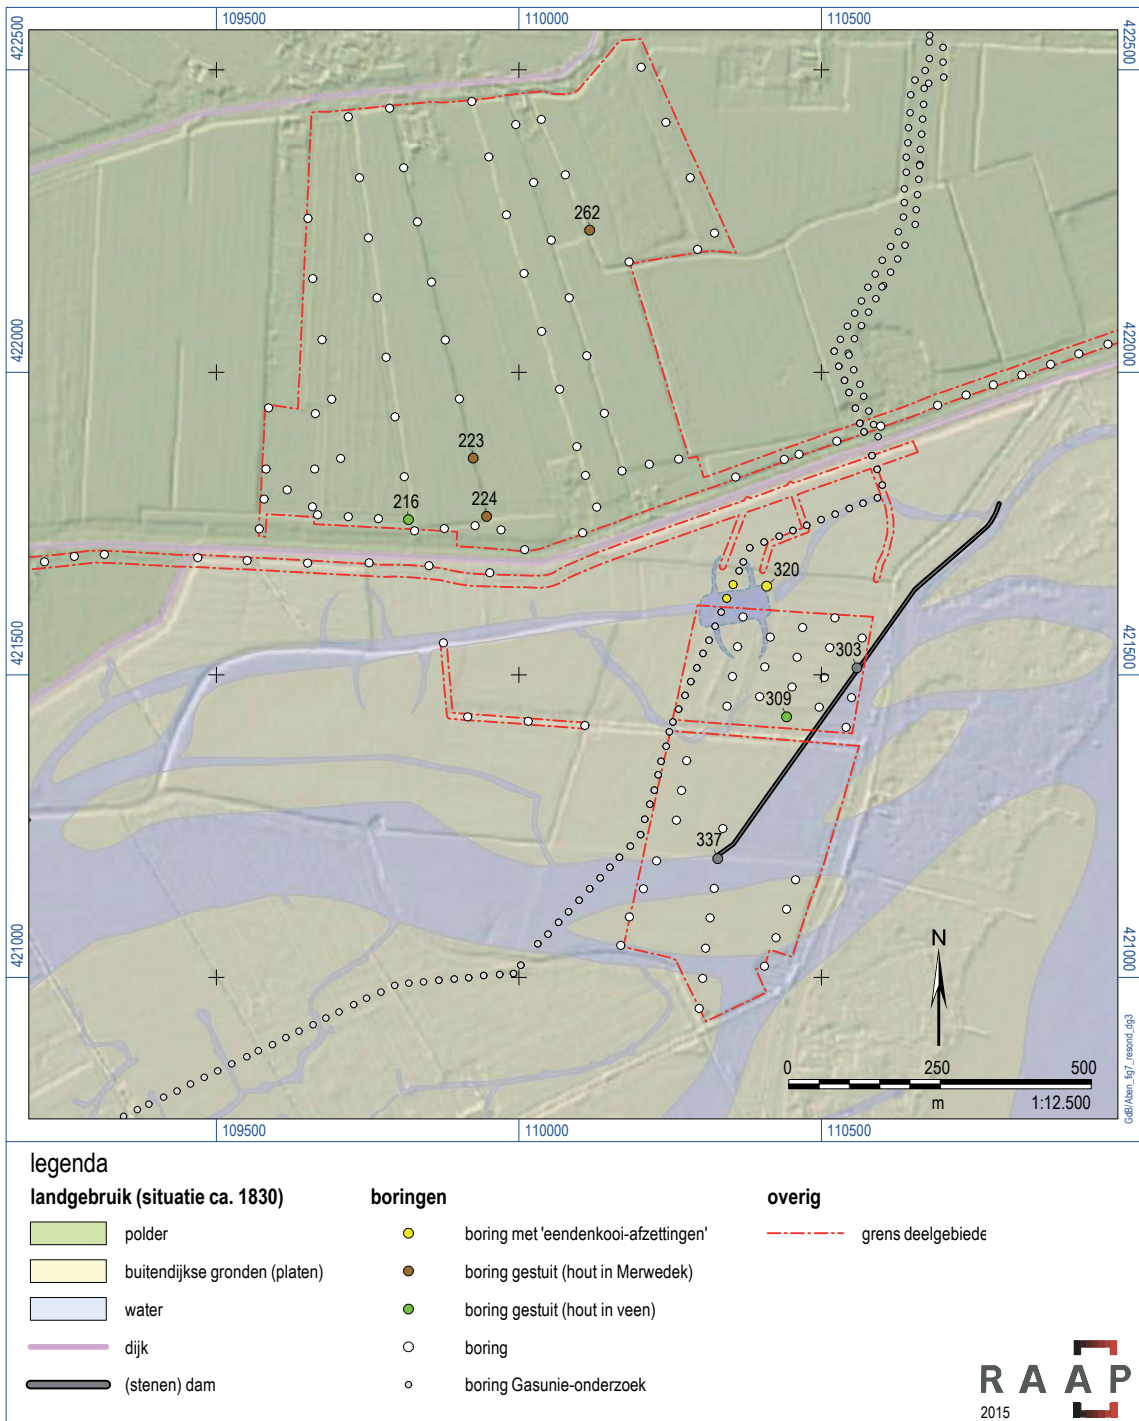 109500
110000
110500
422500
422500
262
422000
422000
223
216
224
320
421500
421500
303
309
337
421000
421000
N
0
250
500
m
1:12.500
109500
110000
110500
legenda
landgebruik (situatie ca. 1830)
boringen
overig
polder
boring met 'eendenkooi-afzettingen'
grens deelgebiede
buitendijkse gronden (platen)
boring gestuit (hout in Merwedek)
water
boring gestuit (hout in veen)
dijk
boring
(stenen) dam
boring Gasunie-onderzoek
RAAP
2015